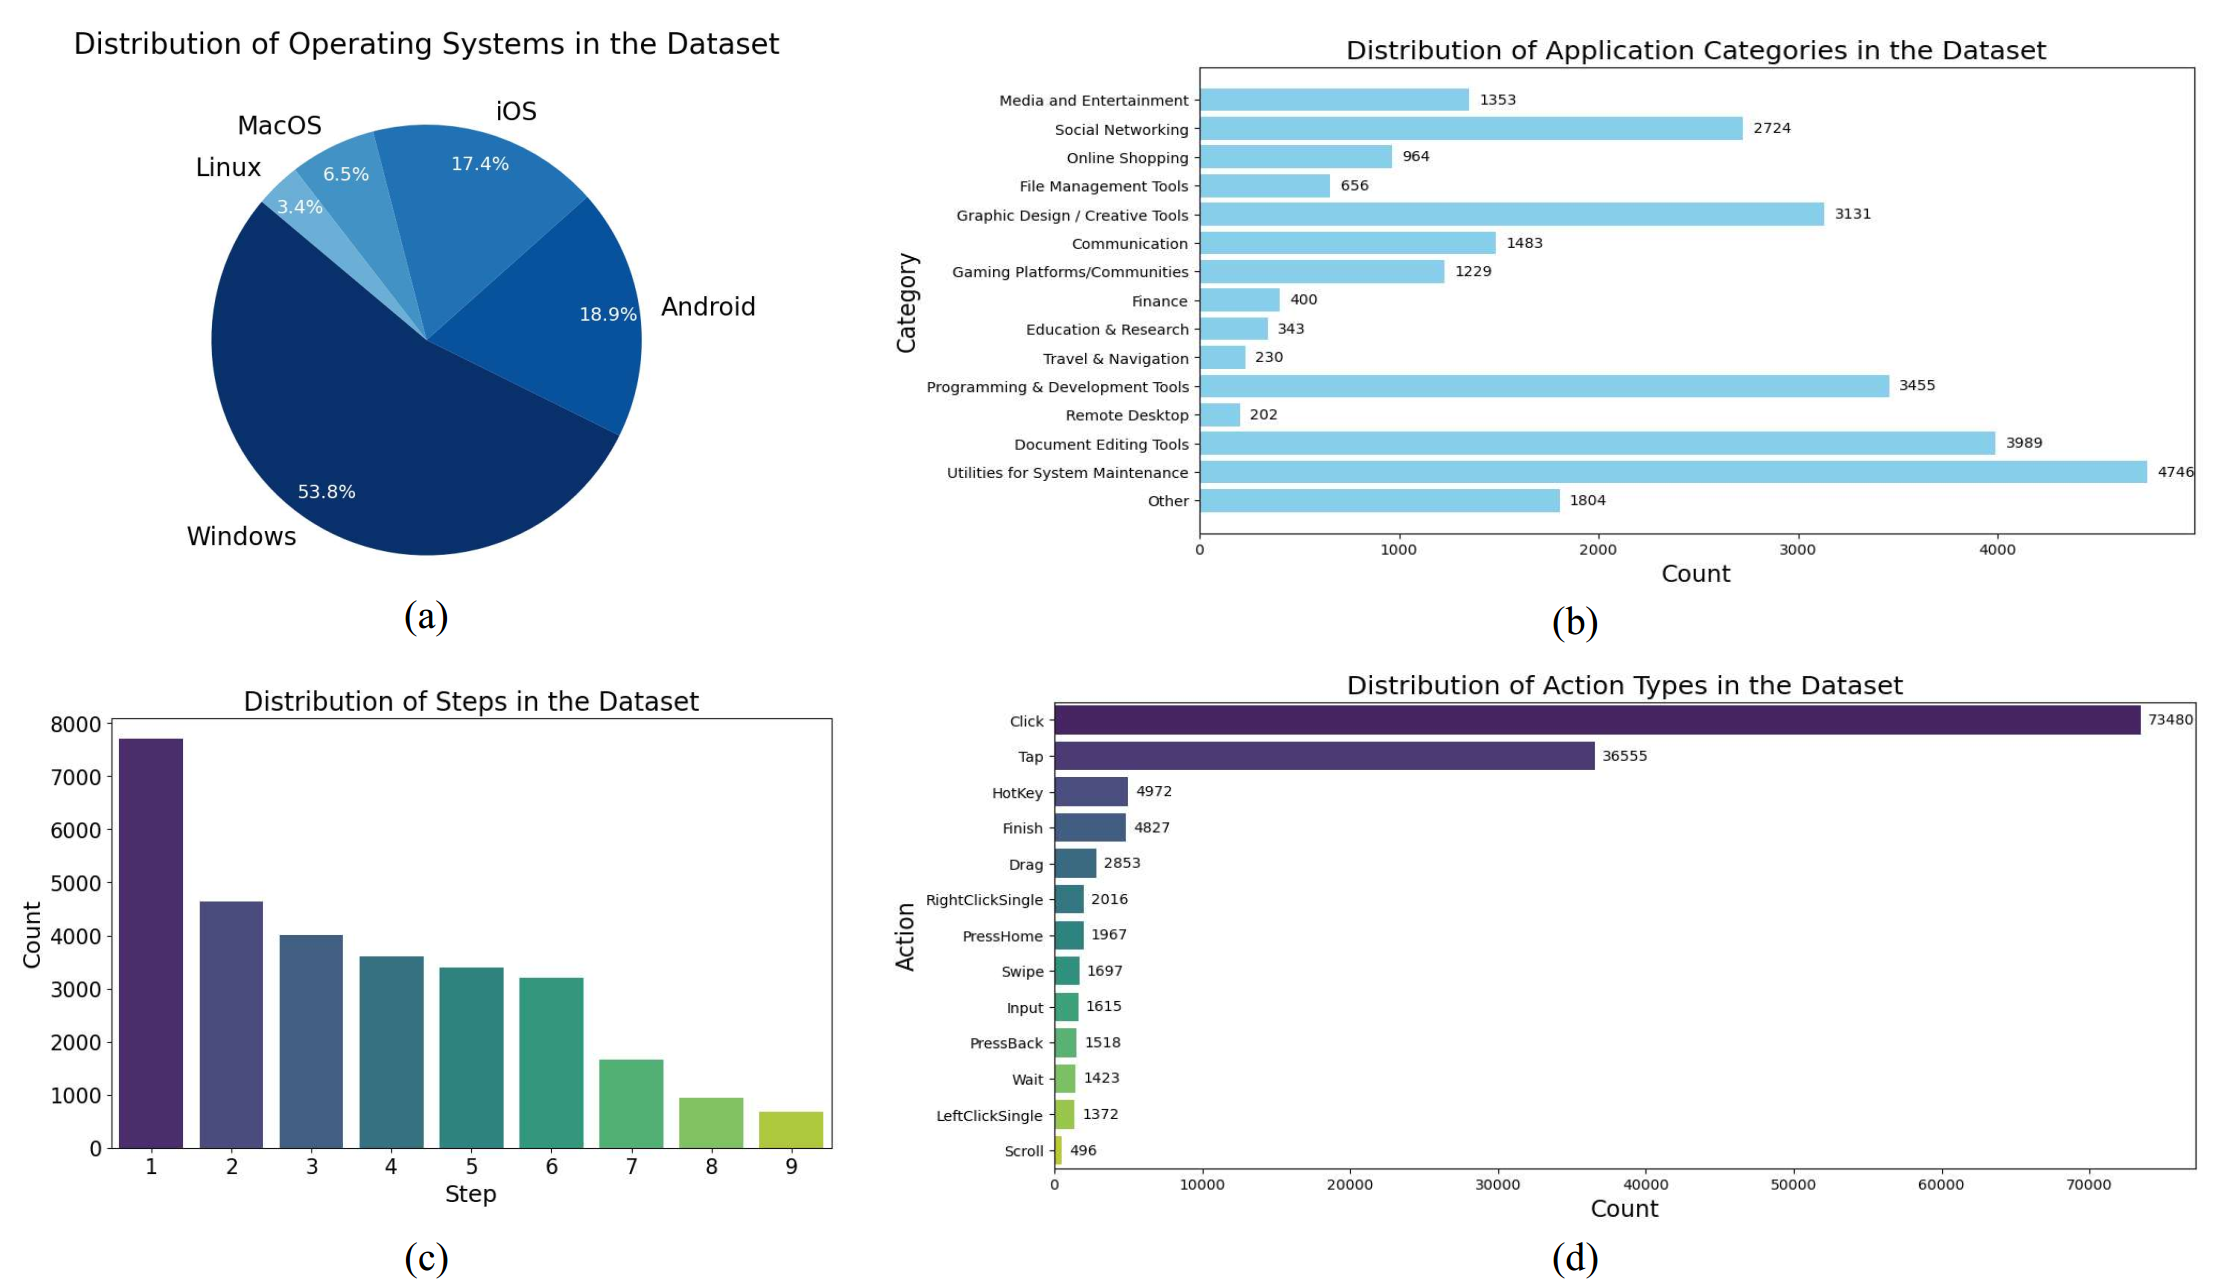 Distribution of Operating Systems in the Dataset
iOS
MacOS
Linux
17.4%
6.5%
3.4%
18.9%
Android
53.8%
Windows
(a)
Distribution of Application Categories in the Dataset
Category
Media and Entertainment 1353
Social Networking 2724
Online Shopping 964
File Management Tools 656
Graphic Design / Creative Tools 3131
Communication 1483
Gaming Platforms/Communities 1229
Finance 400
Education & Research 343
Travel & Navigation 230
Programming & Development Tools 3455
Remote Desktop 202
Document Editing Tools 3989
Utilities for System Maintenance 4746
Other 1804
0 1000 2000 3000 4000
Count
(b)
Distribution of Steps in the Dataset
Count
8000
7000
6000
5000
4000
3000
2000
1000
0
1 2 3 4 5 6 7 8 9
Step
(c)
Distribution of Action Types in the Dataset
Action
Click 73480
Tap 36555
HotKey 4972
Finish 4827
Drag 2853
RightClickSingle 2016
PressHome 1967
Swipe 1697
Input 1615
PressBack 1518
Wait 1423
LeftClickSingle 1372
Scroll 496
0 10000 20000 30000 40000 50000 60000 70000
Count
(d)